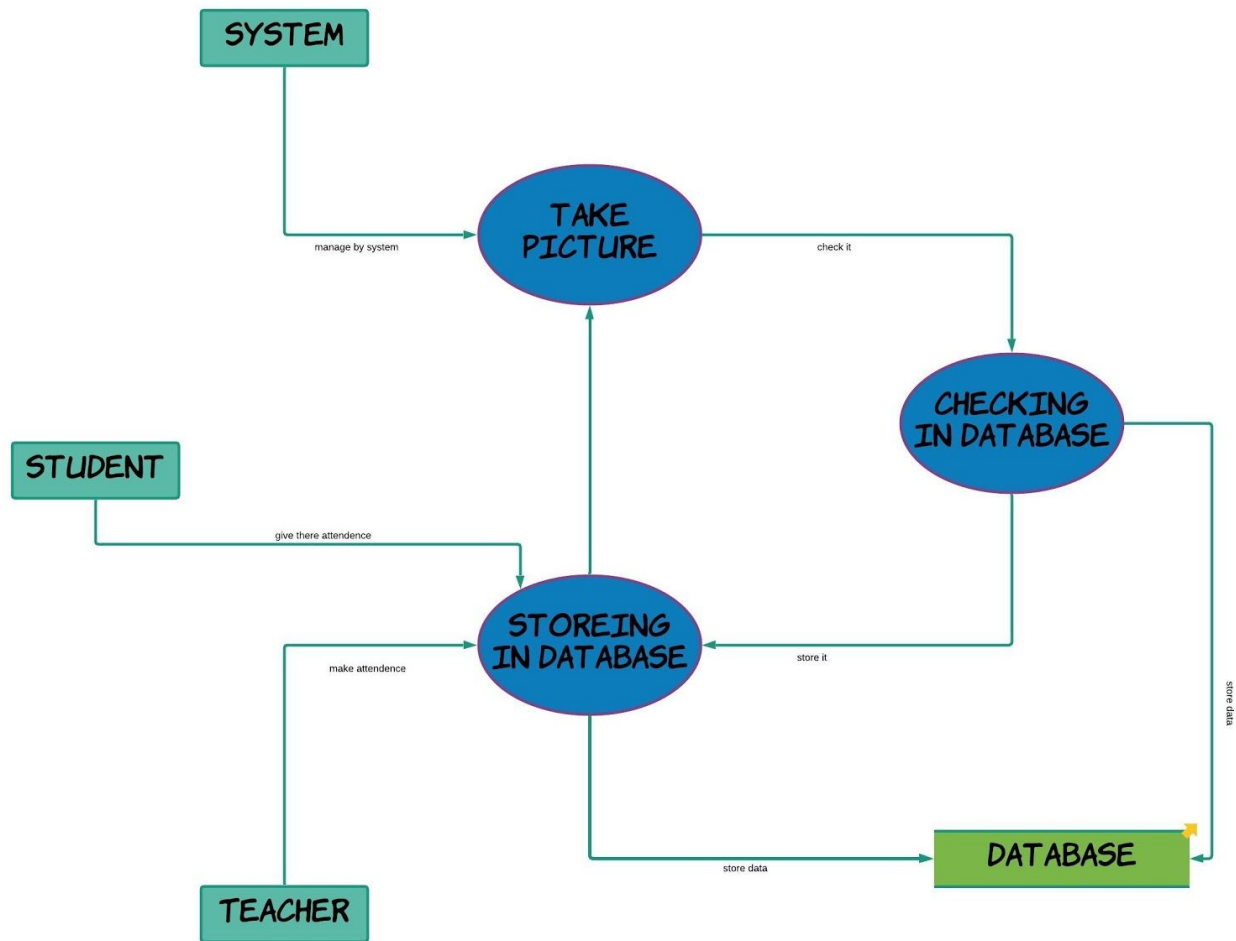 SYSTEM
TAKE
PICTURE
manage by system
check it
CHECKING
IN DATABASE
STUDENT
give there attendence
STOREING
IN DATABASE
make attendence
store it
store data
DATABASE
store data
TEACHER